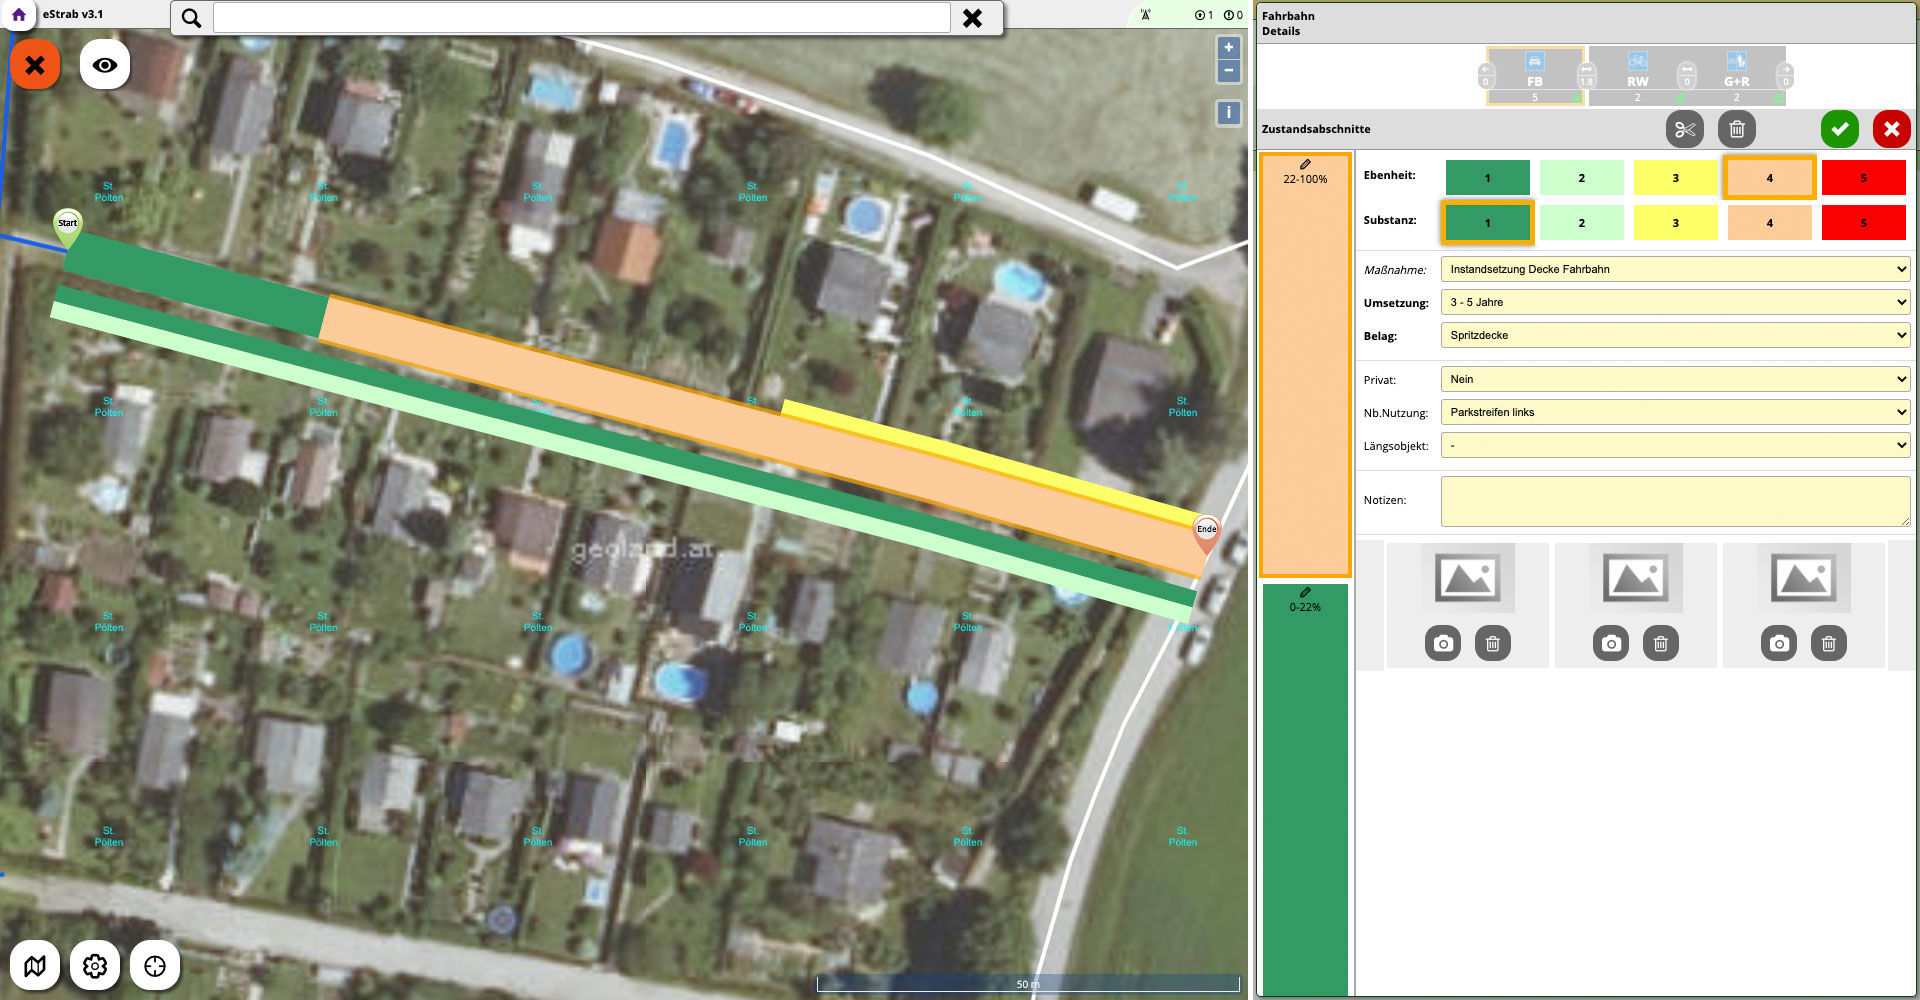 eStrab v3.1
1 0
+
−
i
St.
Pölten
St.
Pölten
St.
Pölten
St.
Pölten
St.
Pölten
St.
Pölten
Start
St.
Pölten
St.
Pölten
St.
St.
Pölten
St.
Pölten
Ende
geoland.at
St.
Pölten
St.
Pölten
St.
Pölten
St.
Pölten
St.
Pölten
Pölten
St.
Pölten
St.
Pölten
St.
Pölten
St.
Pölten
St.
Pölten
St.
Pölten
50 m
Fahrbahn
Details
0 FB 1.8 RW 0 G+R 0
5 2 2
Zustandsabschnitte
22-100%
0-22%
Ebenheit: 1 2 3 4 5
Substanz: 1 2 3 4 5
Maßnahme: Instandsetzung Decke Fahrbahn
Umsetzung: 3 - 5 Jahre
Belag: Spritzdecke
Privat: Nein
Nb.Nutzung: Parkstreifen links
Längsobjekt: -
Notizen: